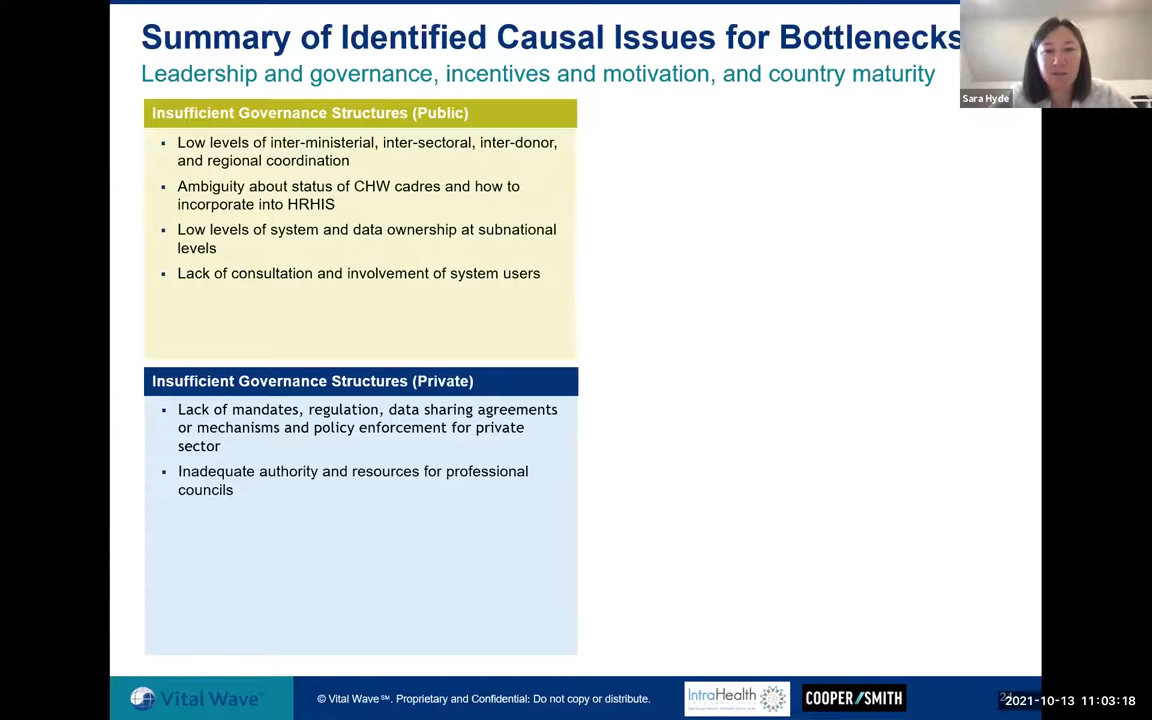 Summary of Identified Causal Issues for Bottlenecks
Leadership and governance, incentives and motivation, and country maturity
Sara Hyde
Insufficient Governance Structures (Public)
▪ Low levels of inter-ministerial, inter-sectoral, inter-donor,
and regional coordination
▪ Ambiguity about status of CHW cadres and how to
incorporate into HRHIS
▪ Low levels of system and data ownership at subnational
levels
▪ Lack of consultation and involvement of system users
Insufficient Governance Structures (Private)
▪ Lack of mandates, regulation, data sharing agreements
or mechanisms and policy enforcement for private
sector
▪ Inadequate authority and resources for professional
councils
Vital Wave
© Vital Wave℠. Proprietary and Confidential: Do not copy or distribute.
IntraHealth
COOPER/SMITH
2021-10-13 11:03:18